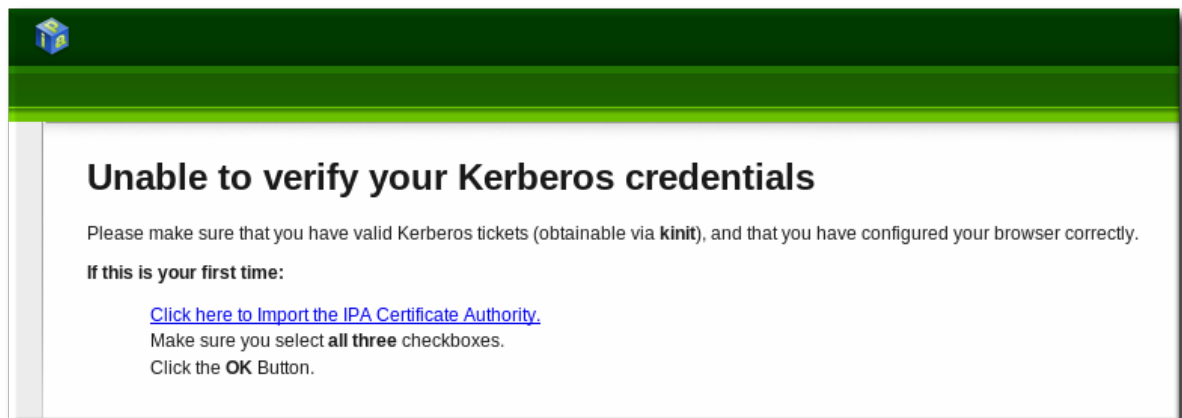 ipa
Unable to verify your Kerberos credentials
Please make sure that you have valid Kerberos tickets (obtainable via kinit), and that you have configured your browser correctly.
If this is your first time:
Click here to Import the IPA Certificate Authority.
Make sure you select all three checkboxes.
Click the OK Button.